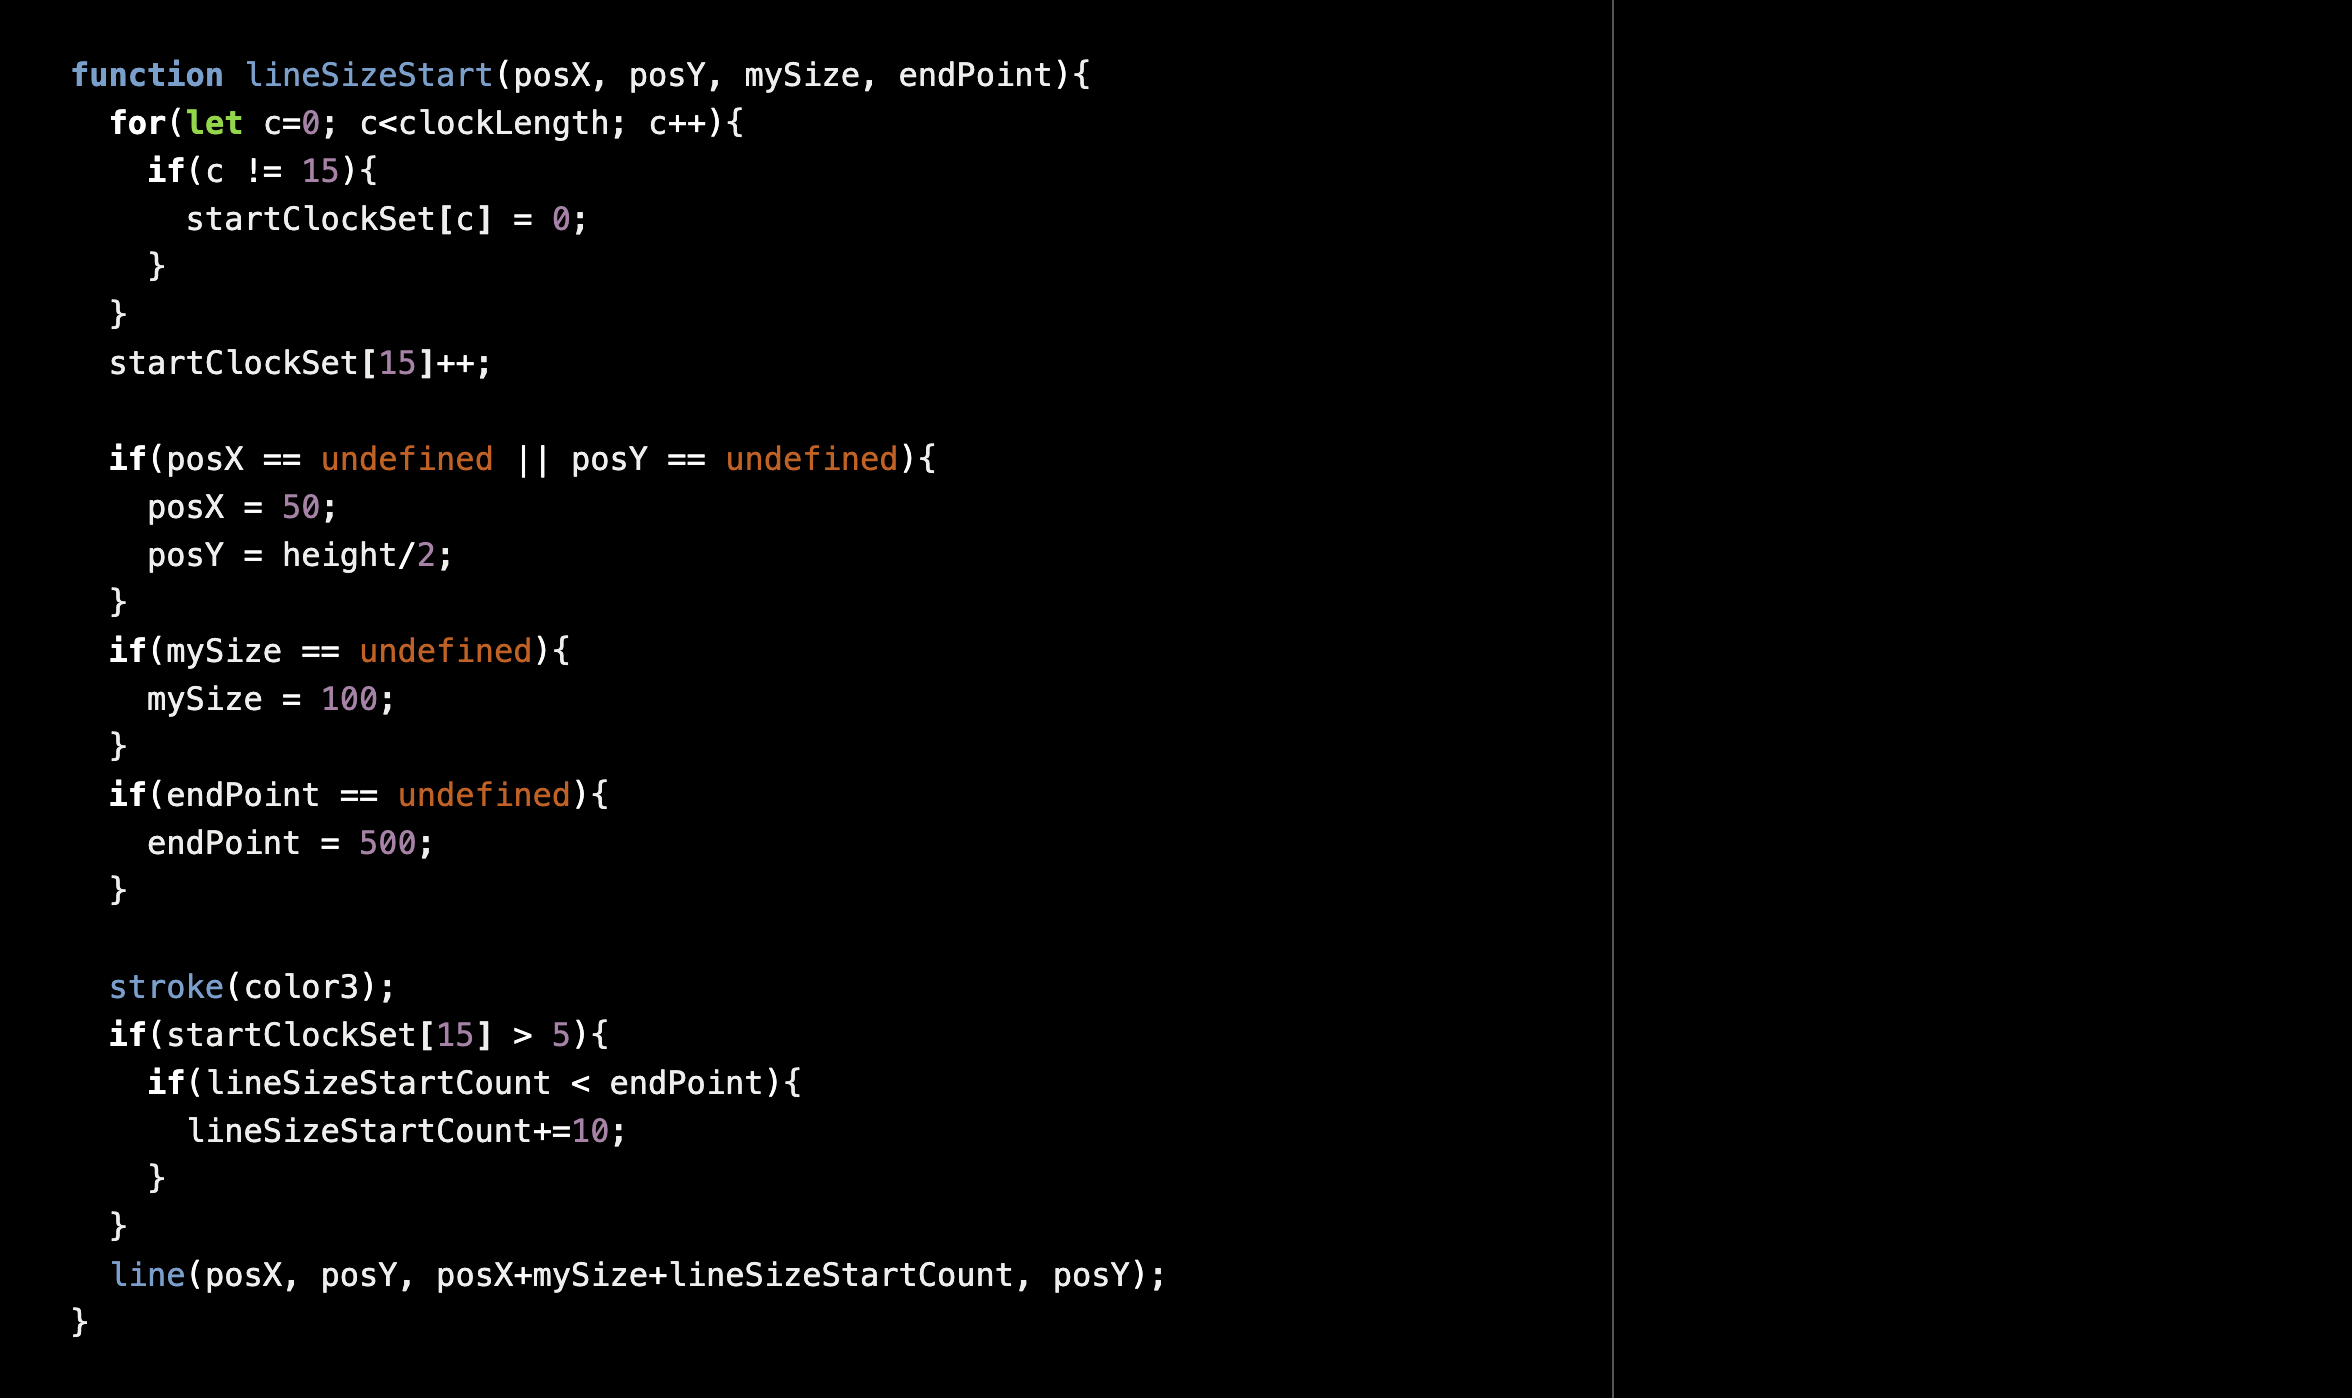 function lineSizeStart(posX, posY, mySize, endPoint){
  for(let c=0; c<clockLength; c++){
    if(c != 15){
      startClockSet[c] = 0;
    }
  }
  startClockSet[15]++;

  if(posX == undefined || posY == undefined){
    posX = 50;
    posY = height/2;
  }
  if(mySize == undefined){
    mySize = 100;
  }
  if(endPoint == undefined){
    endPoint = 500;
  }

  stroke(color3);
  if(startClockSet[15] > 5){
    if(lineSizeStartCount < endPoint){
      lineSizeStartCount+=10;
    }
  }
  line(posX, posY, posX+mySize+lineSizeStartCount, posY);
}